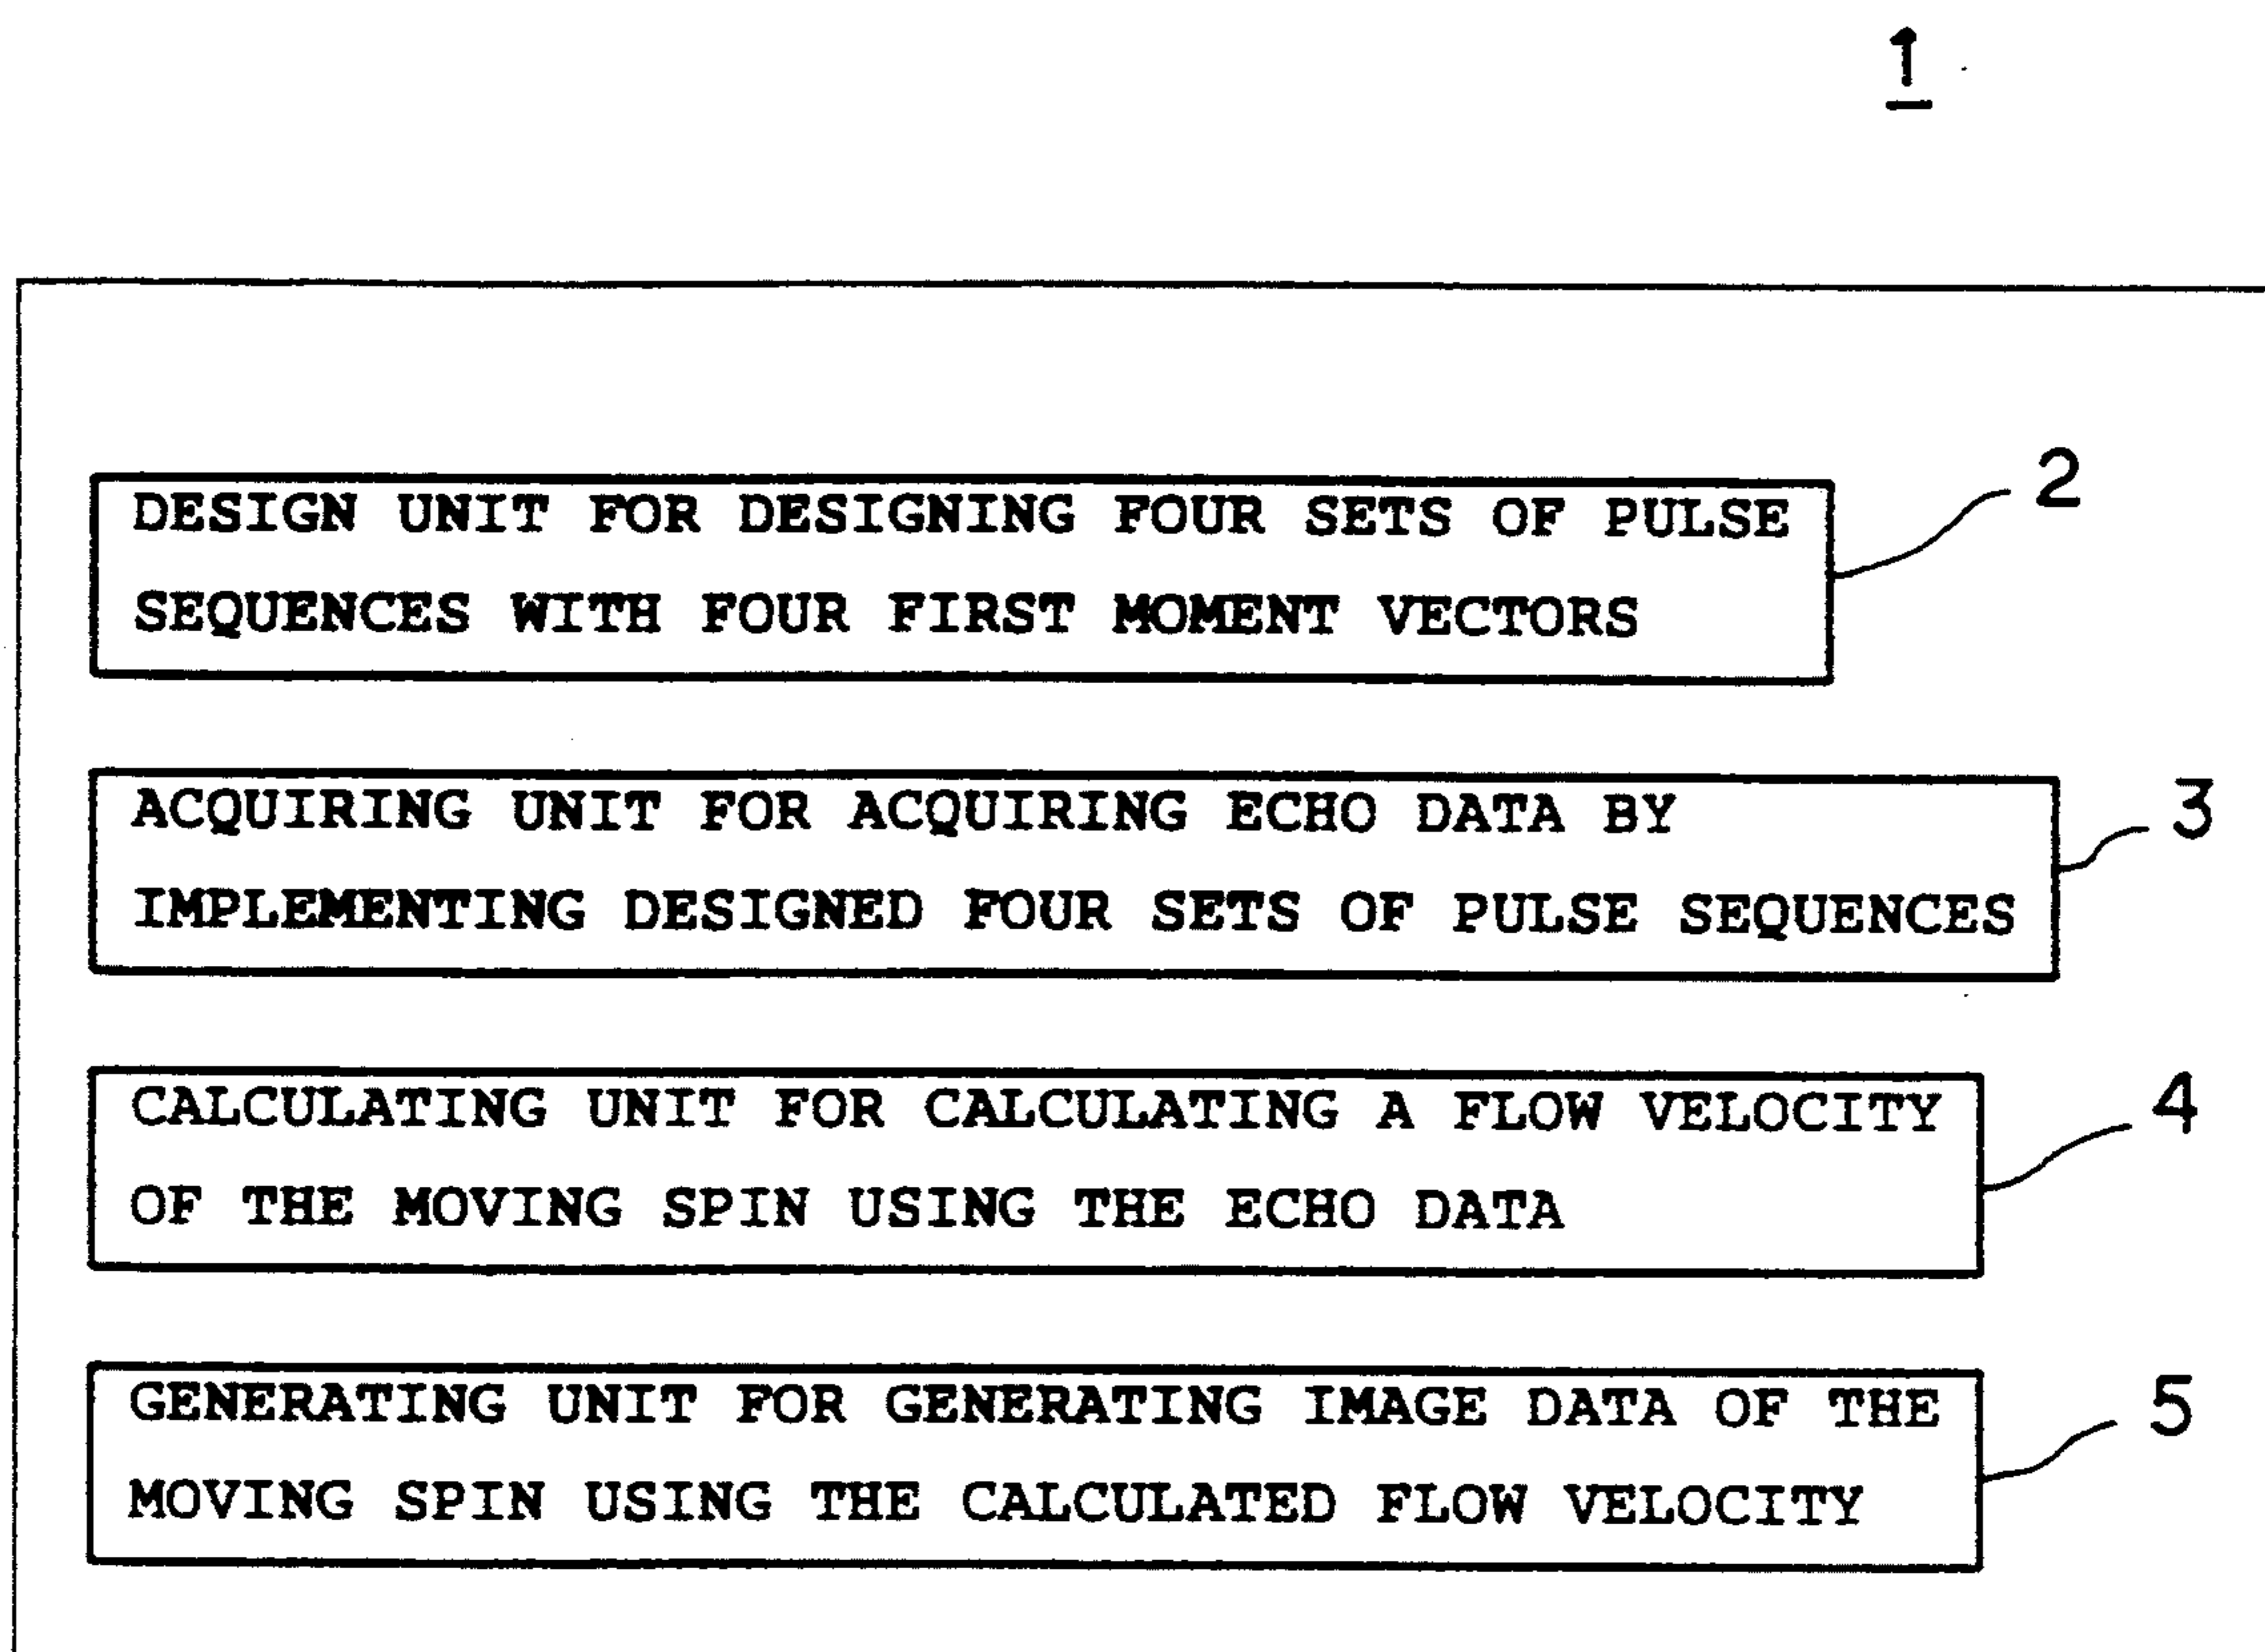 1
DESIGN UNIT FOR DESIGNING FOUR SETS OF PULSE
SEQUENCES WITH FOUR FIRST MOMENT VECTORS
2
ACQUIRING UNIT FOR ACQUIRING ECHO DATA BY
IMPLEMENTING DESIGNED FOUR SETS OF PULSE SEQUENCES
3
CALCULATING UNIT FOR CALCULATING A FLOW VELOCITY
OF THE MOVING SPIN USING THE ECHO DATA
4
GENERATING UNIT FOR GENERATING IMAGE DATA OF THE
MOVING SPIN USING THE CALCULATED FLOW VELOCITY
5